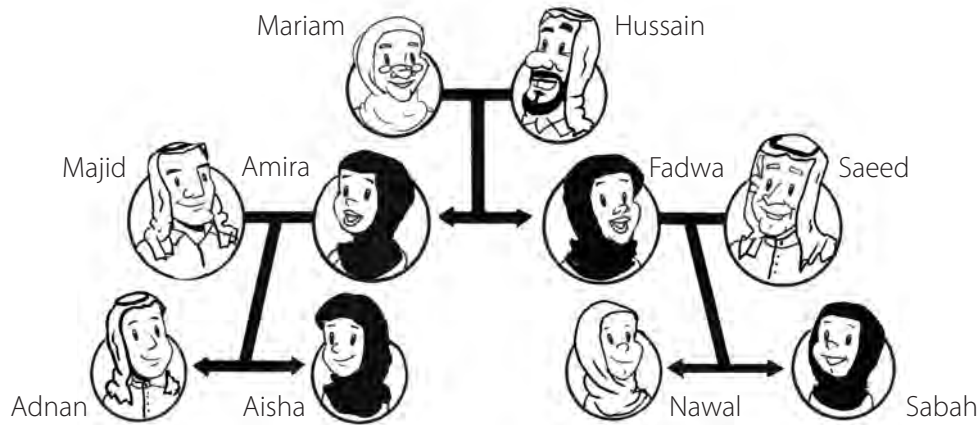 Mariam
Hussain
Majid
Amira
Fadwa
Saeed
Adnan
Aisha
Nawal
Sabah